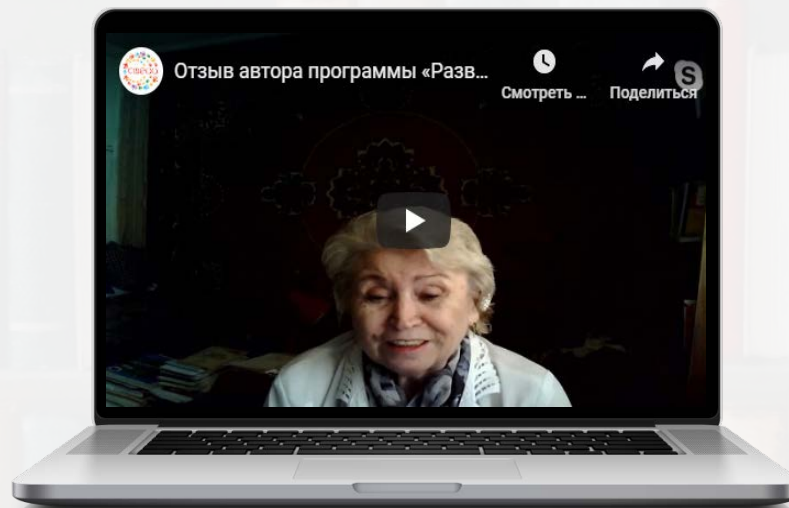 Отзыв автора программы «Разв...
Смотреть ...
Поделиться
S